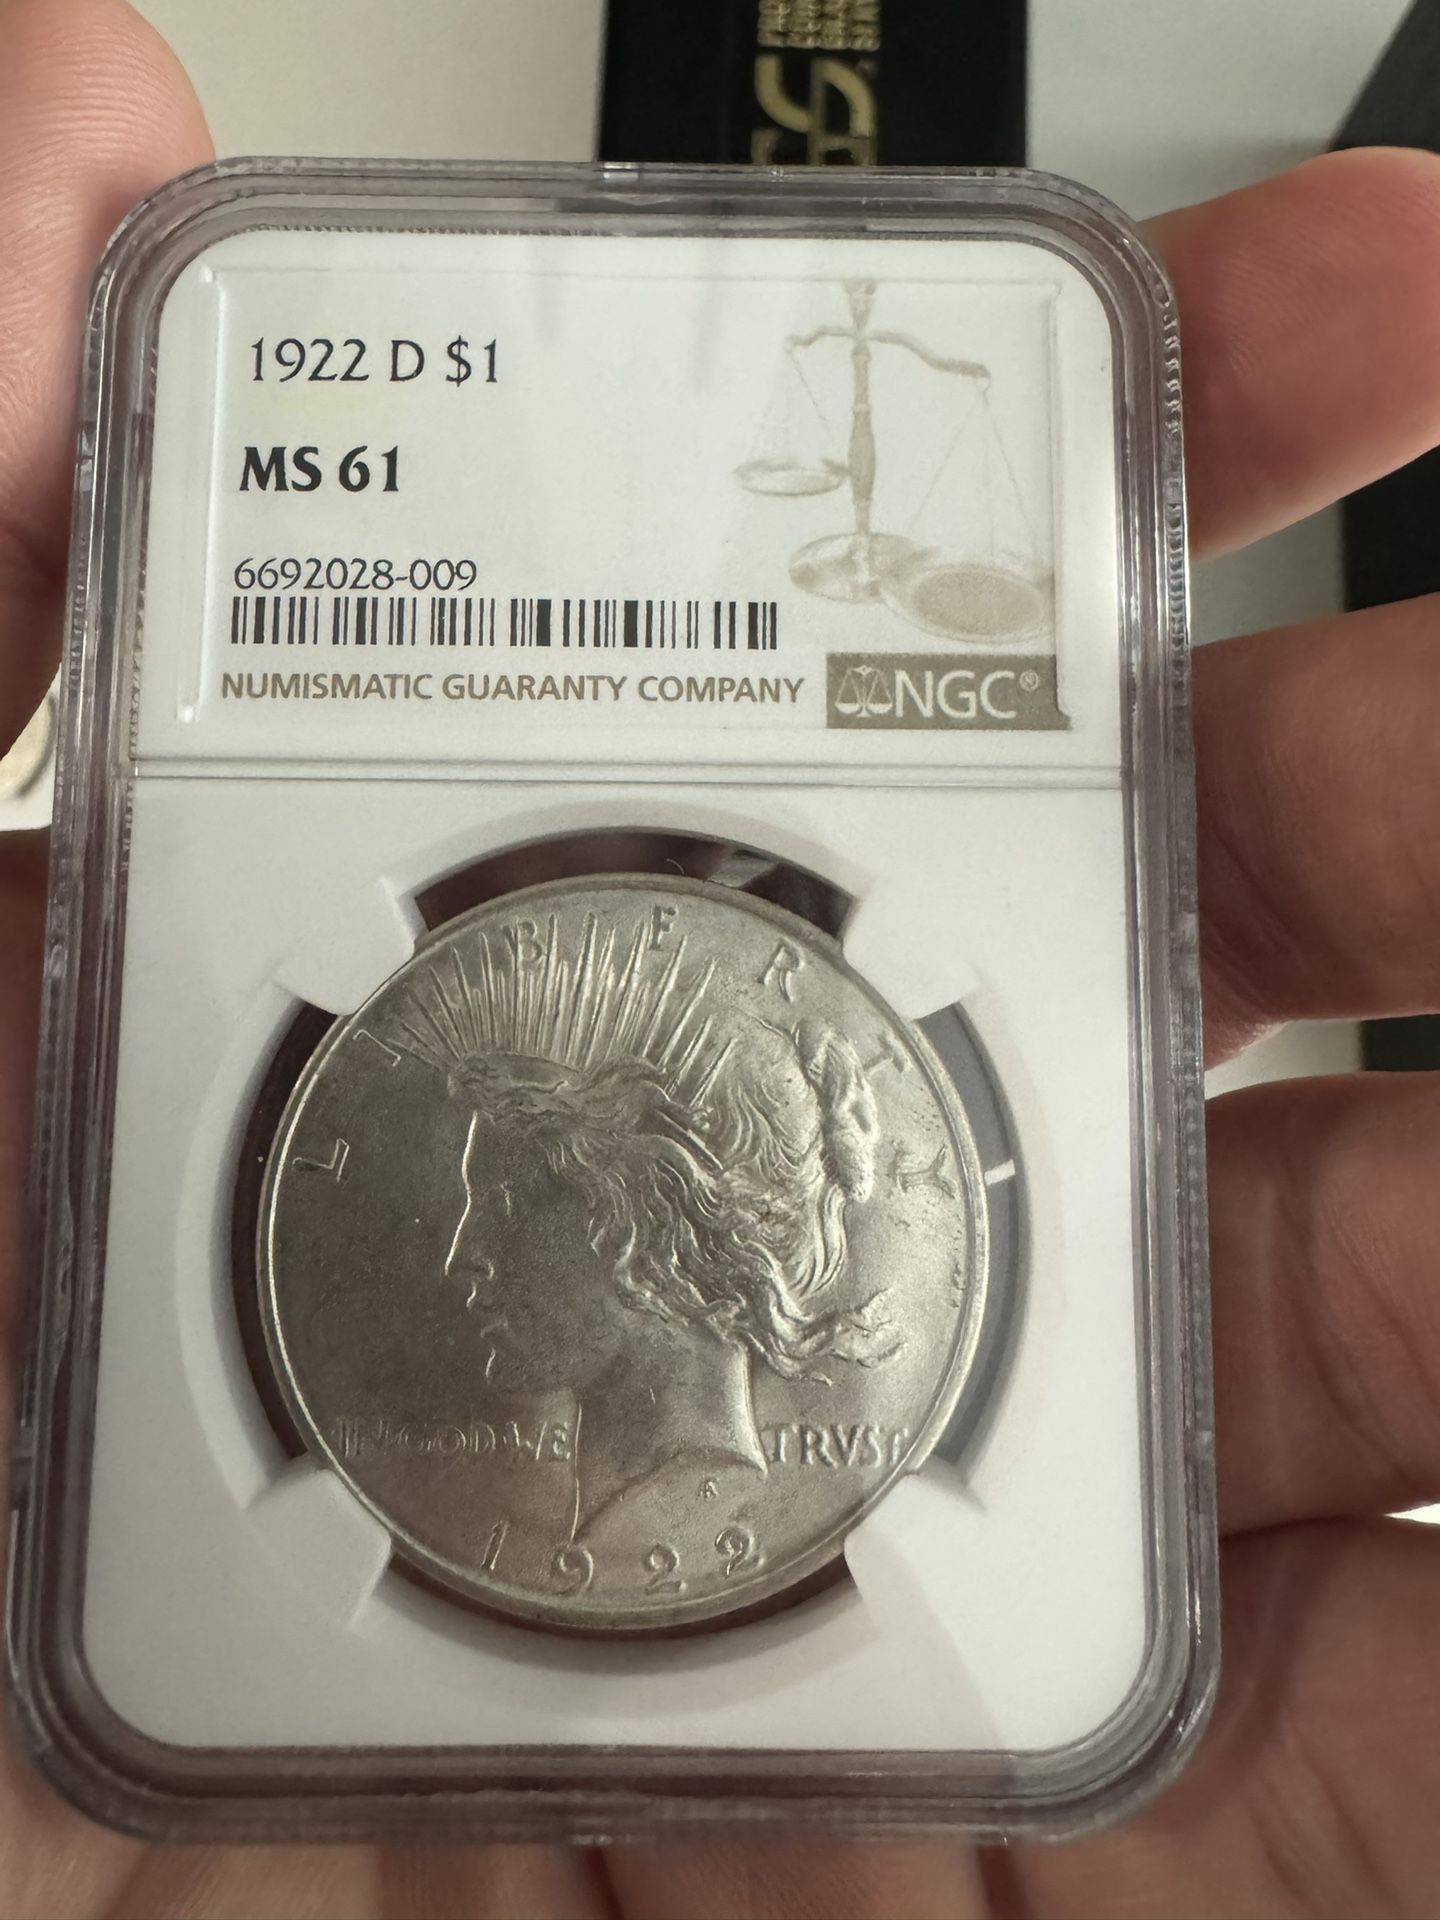 1922 D $1
MS 61
6692028-009
NUMISMATIC GUARANTY COMPANY
NGC®
LIBERTY
IN GOD WE TRVST
1922